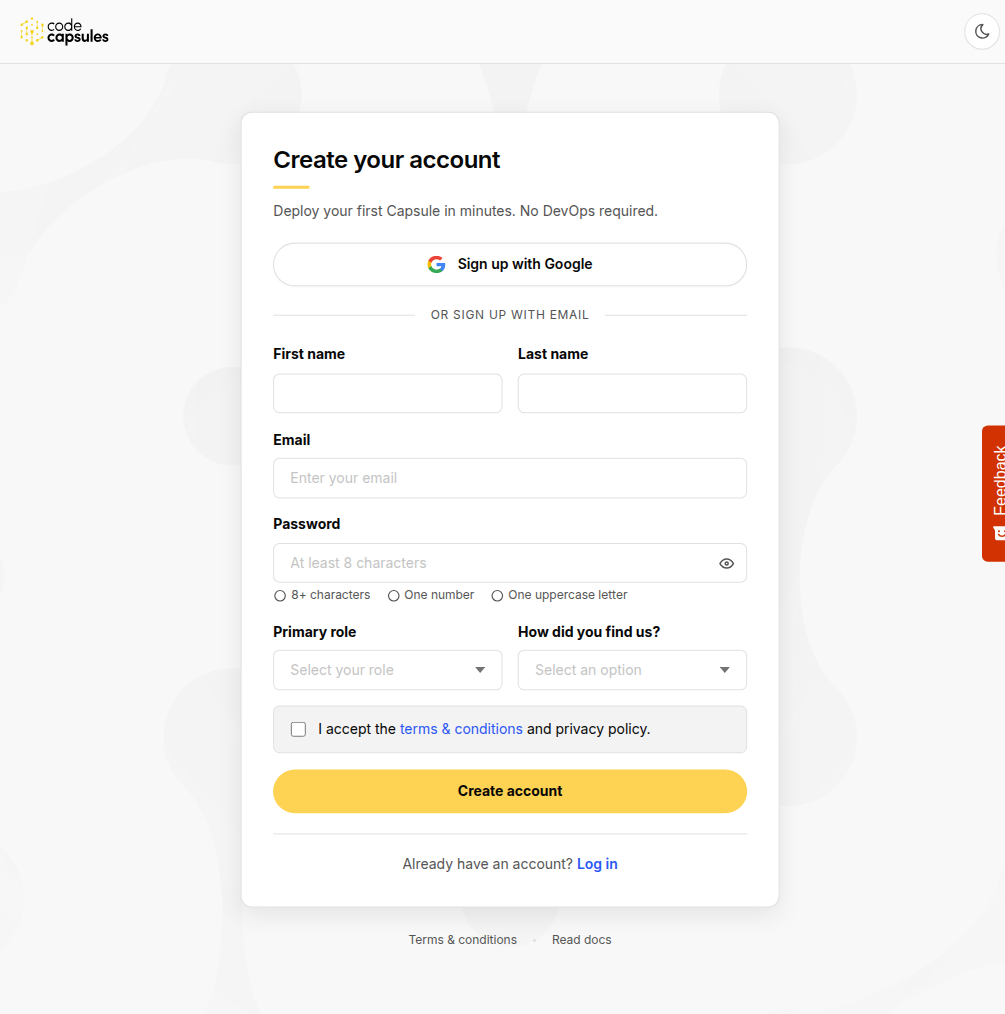 code
capsules
Create your account
Deploy your first Capsule in minutes. No DevOps required.
Sign up with Google
OR SIGN UP WITH EMAIL
First name
Last name
Email
Enter your email
Password
At least 8 characters
8+ characters
One number
One uppercase letter
Primary role
How did you find us?
Select your role
Select an option
I accept the terms & conditions and privacy policy.
Create account
Already have an account? Log in
Terms & conditions
Read docs
Feedback